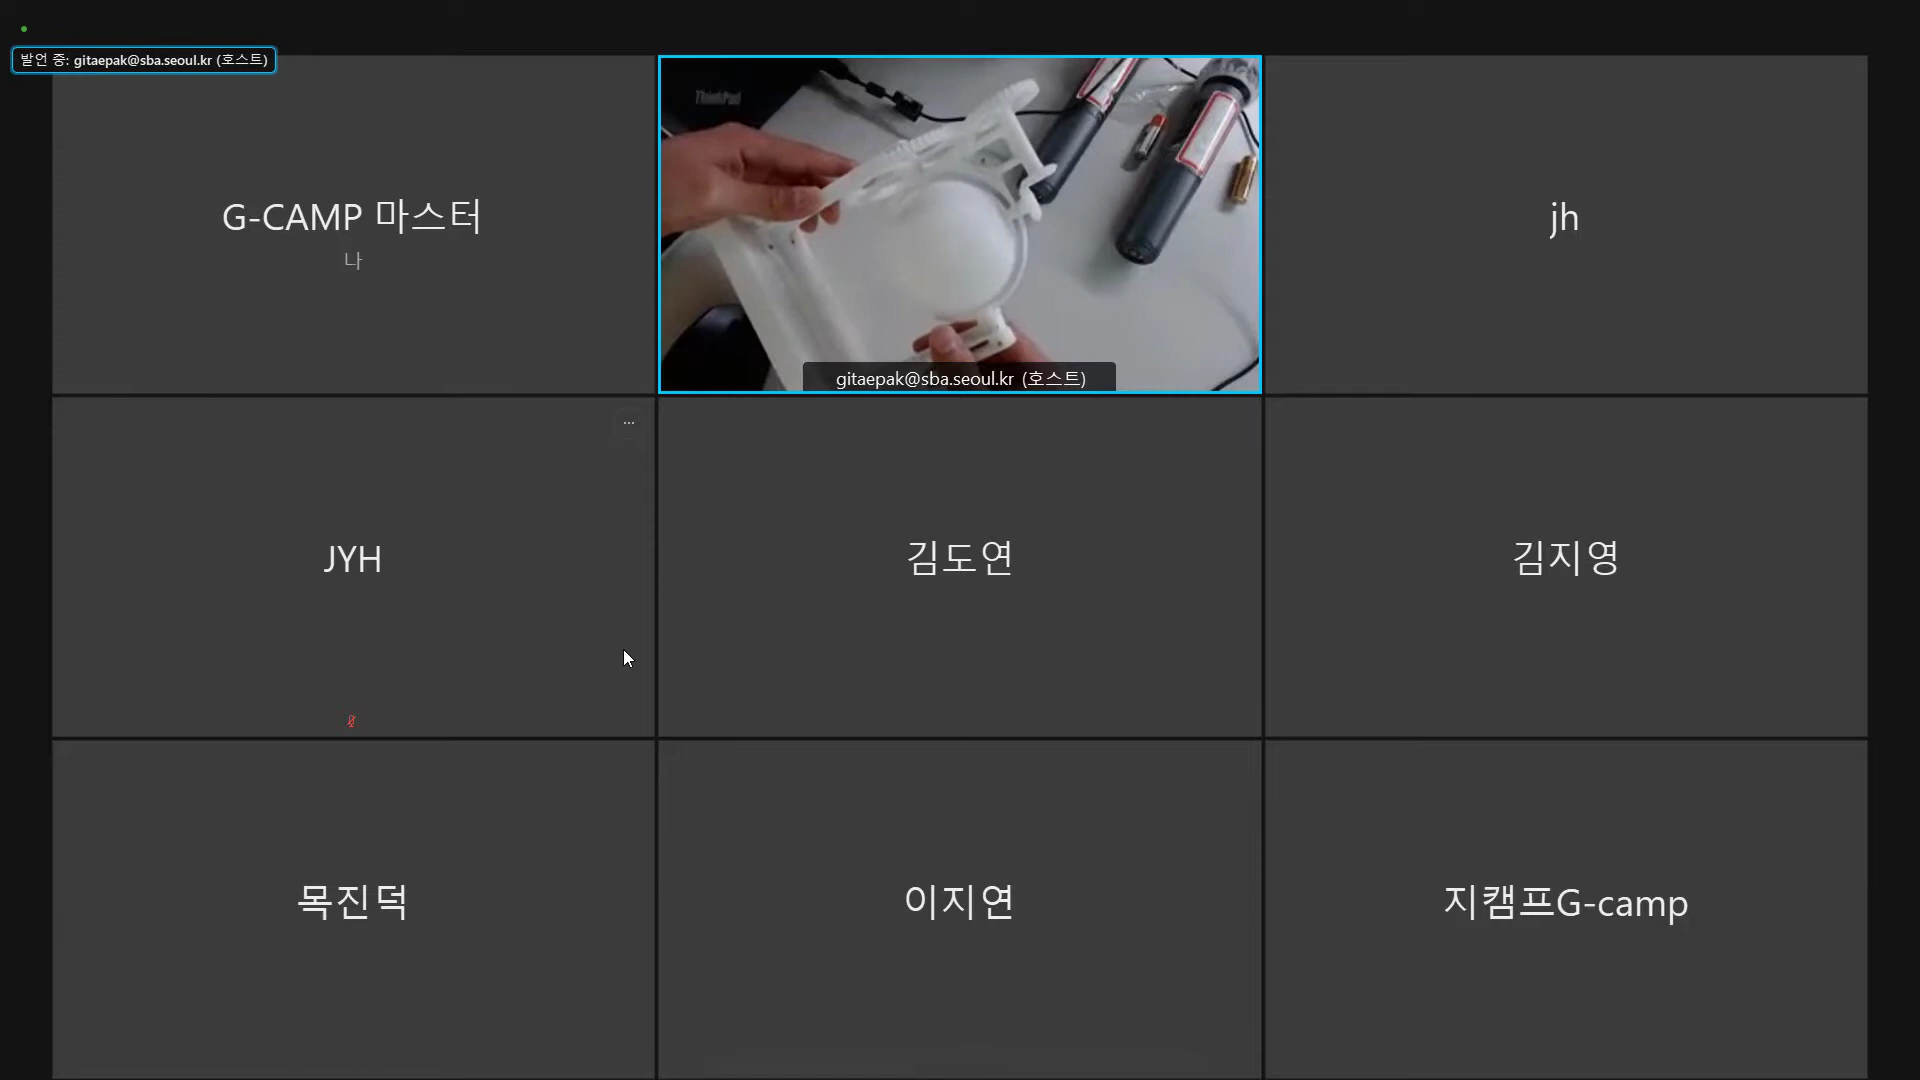 발언 중: gitaepak@sba.seoul.kr (호스트)
G-CAMP 마스터
나
ThinkPad
gitaepak@sba.seoul.kr (호스트)
jh
JYH
김도연
김지영
목진덕
이지연
지캠프G-camp